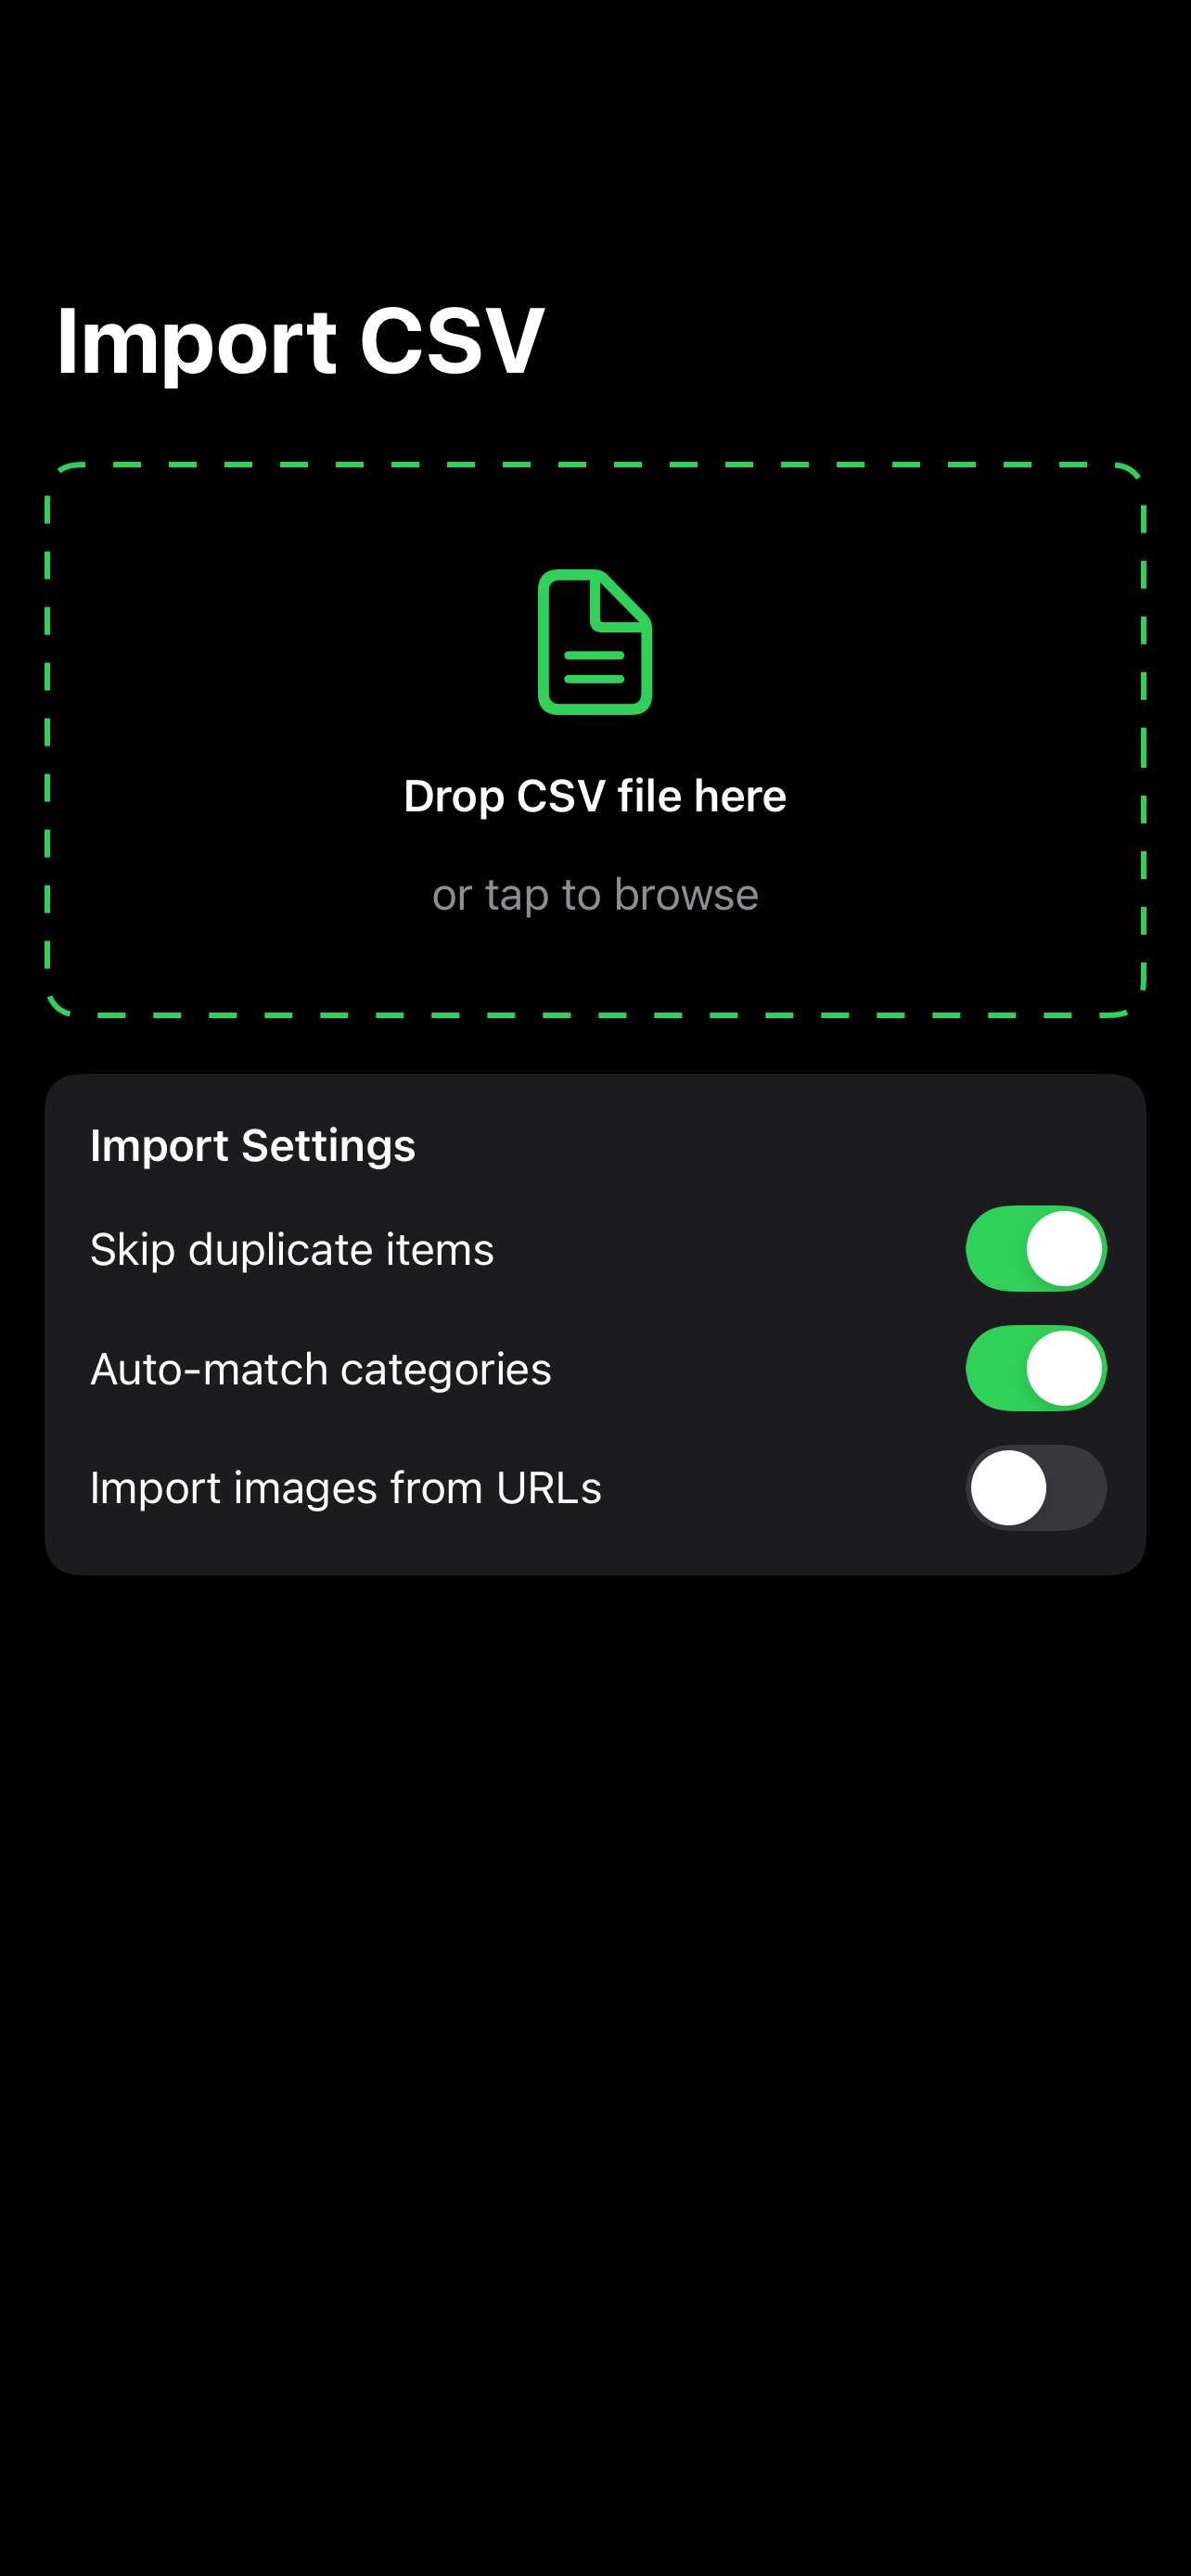 Import CSV
Drop CSV file here
or tap to browse
Import Settings
Skip duplicate items
Auto-match categories
Import images from URLs